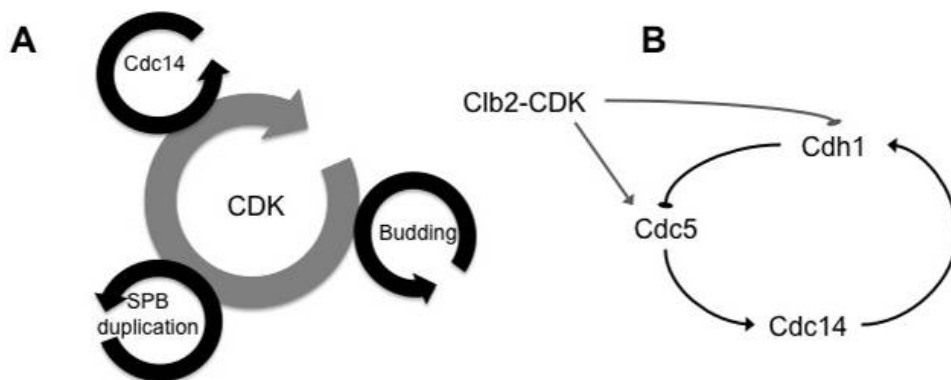 A
Cdc14
CDK
Budding
SPB
duplication
B
Clb2-CDK
Cdh1
Cdc5
Cdc14